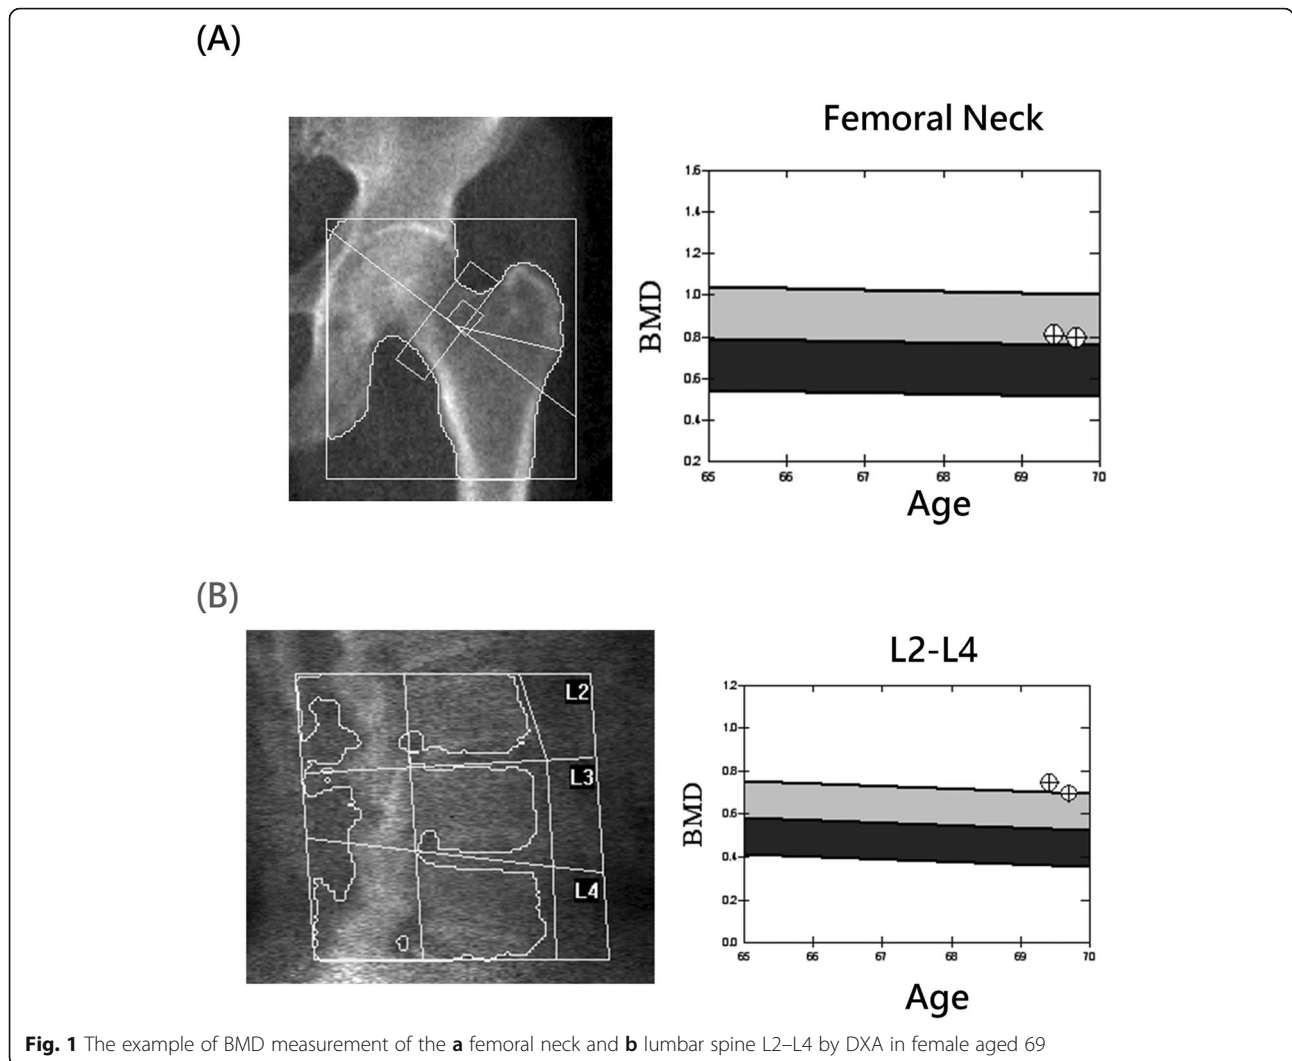 (A)
Femoral Neck
1.6
1.4
1.2
1.0
0.8
0.6
0.4
0.2
BMD
65 66 67 68 69 70
Age
(B)
L2
L3
L4
L2-L4
1.2
1.0
0.8
0.6
0.4
0.2
0.0
BMD
65 66 67 68 69 70
Age
Fig. 1 The example of BMD measurement of the a femoral neck and b lumbar spine L2–L4 by DXA in female aged 69